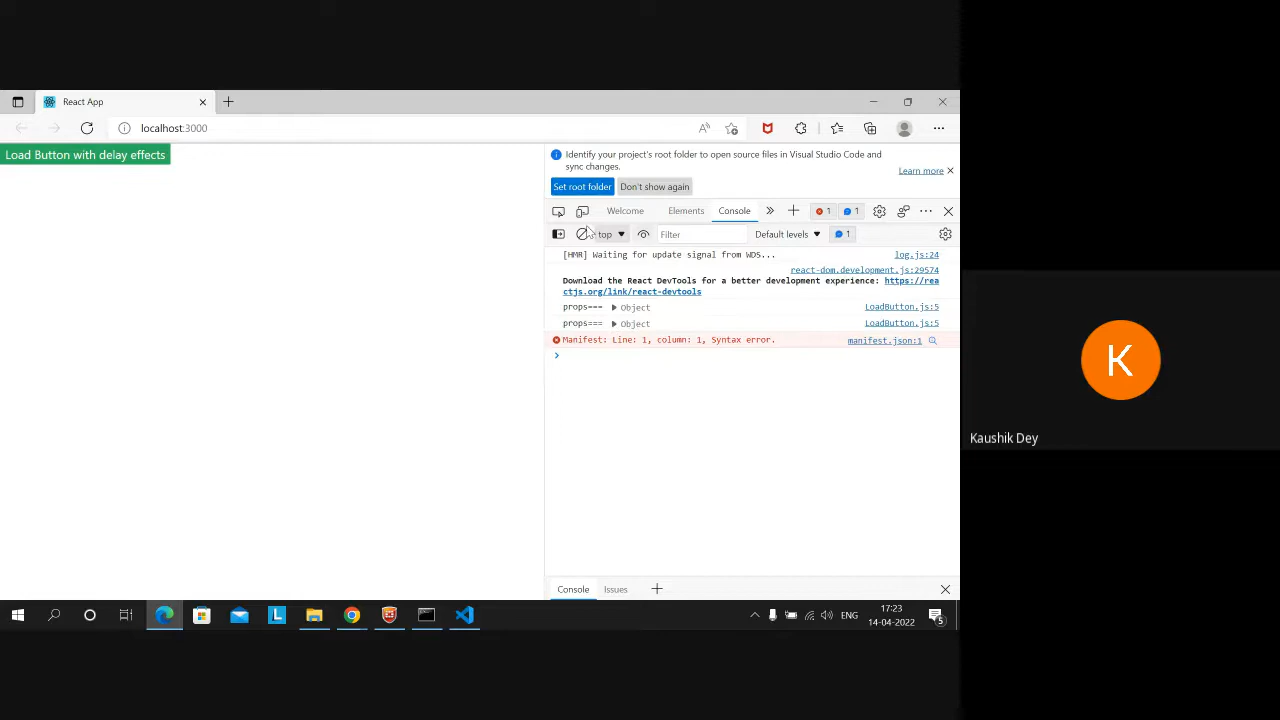 React App
localhost:3000
Load Button with delay effects
Identify your project's root folder to open source files in Visual Studio Code and
sync changes.
Learn more
Set root folder
Don't show again
Welcome
Elements
Console
1
1
top
Filter
Default levels
1
[HMR] Waiting for update signal from WDS...
log.js:24
react-dom.development.js:29574
Download the React DevTools for a better development experience: https://rea
ctjs.org/link/react-devtools
props=== ▶ Object
LoadButton.js:5
props=== ▶ Object
LoadButton.js:5
Manifest: Line: 1, column: 1, Syntax error.
manifest.json:1
K
Kaushik Dey
Console
Issues
L
ENG
17:23
14-04-2022
5